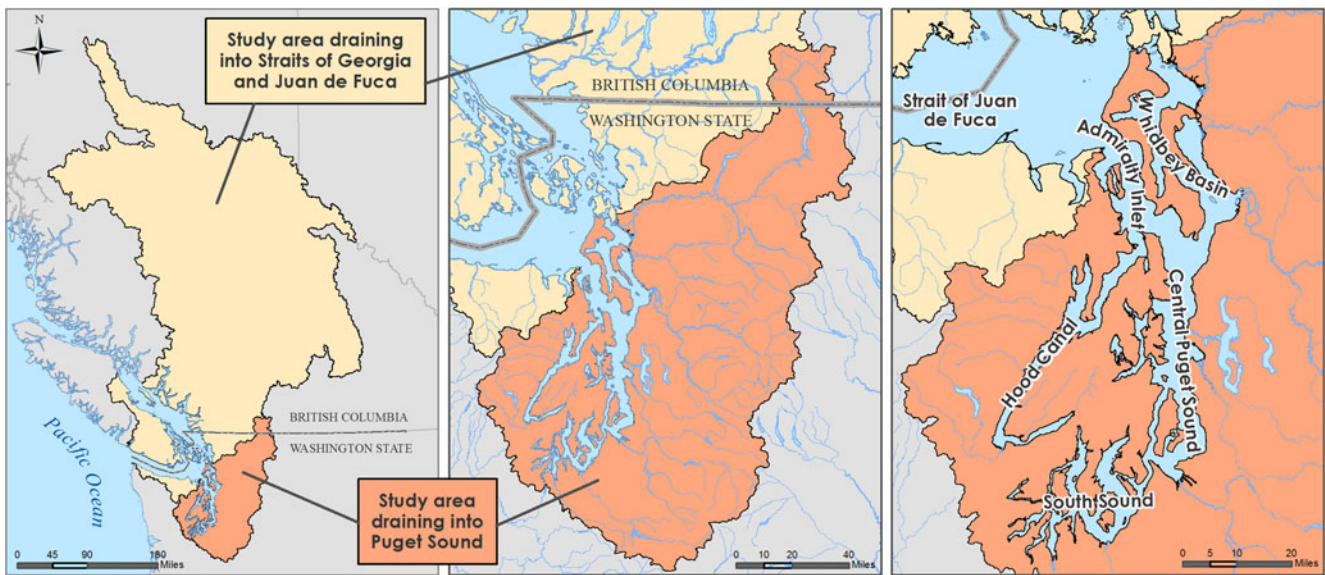 N
Study area draining
into Straits of Georgia
and Juan de Fuca
BRITISH COLUMBIA
WASHINGTON STATE
Pacific Ocean
0 45 90 180
Miles
Study area
draining into
Puget Sound
BRITISH COLUMBIA
WASHINGTON STATE
0 10 20 40
Miles
Strait of Juan
de Fuca
Admiralty Inlet
Whidbey Basin
Hood Canal
Central Puget Sound
South Sound
0 5 10 20
Miles